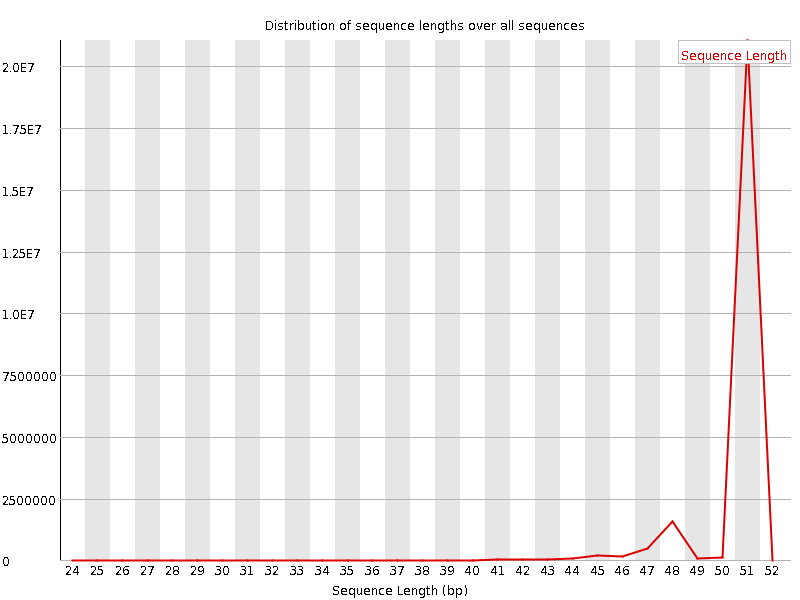 Distribution of sequence lengths over all sequences
Sequence Length
2.0E7
1.75E7
1.5E7
1.25E7
1.0E7
7500000
5000000
2500000
0
24 25 26 27 28 29 30 31 32 33 34 35 36 37 38 39 40 41 42 43 44 45 46 47 48 49 50 51 52
Sequence Length (bp)